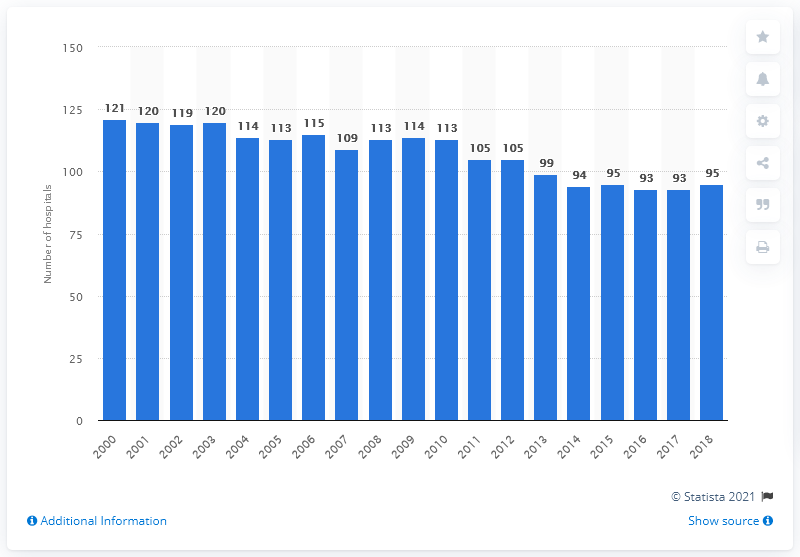 150
125
100
75
50
25
0
Number of hospitals
121 120 119 120 114 113 115 109 113 114 113 105 105 99 94 95 93 93 95
2000 2001 2002 2003 2004 2005 2006 2007 2008 2009 2010 2011 2012 2013 2014 2015 2016 2017 2018
© Statista 2021
Additional Information
Show source